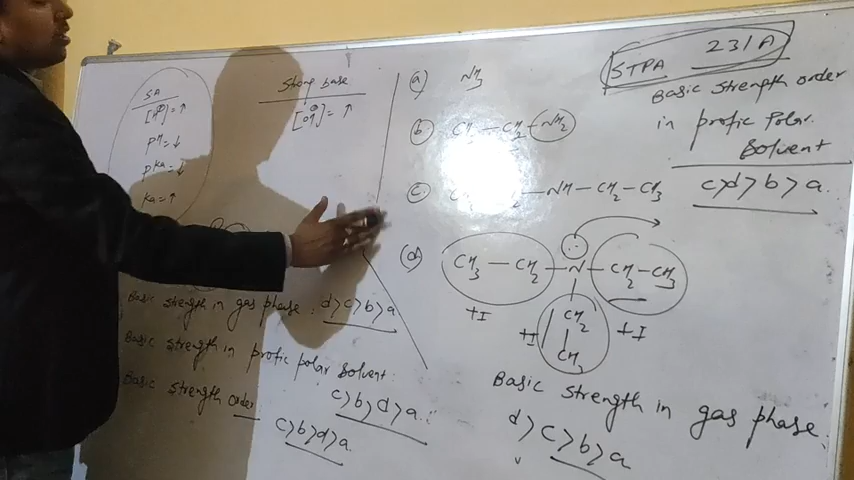 SA
[H⊕] = ↑
pH = ↓
pKa = ↓
Ka = ↑
Strong base
[OH⊖] = ↑
Basic strength in gas phase : d>c>b>a
Basic strength in protic polar solvent :
c>b>d>a
Basic strength order
c>b>d>a
a) NH3
b) CH3 — CH2 — NH2
c) — NH — CH2 — CH3
d) CH3 — CH2 — N — CH2 — CH3
CH2
CH3
+I
+I
+I
Basic strength in gas phase
d>c>b>a
STPA 231A
Basic strength order
in protic Polar
Solvent
c>d>b>a.